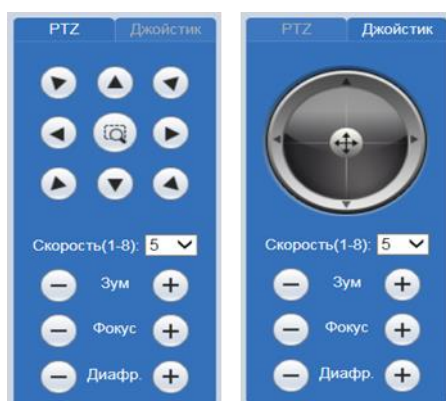 PTZ Джойстик
Скорость(1-8): 5
Зум
Фокус
Диафр.
PTZ Джойстик
Скорость(1-8): 5
Зум
Фокус
Диафр.